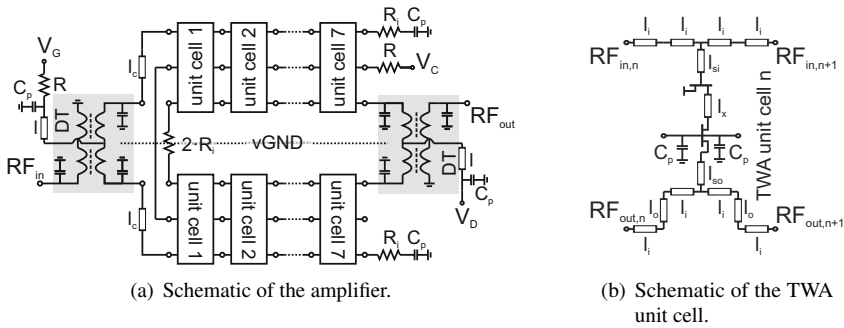 V_G
R
C_p
l
DT
RF_in
l_c
l_c
unit cell 1
unit cell 2
unit cell 7
R_i C_p
R
V_C
2·R_i
vGND
RF_out
DT
l
C_p
V_D
unit cell 1
unit cell 2
unit cell 7
R_i C_p
(a) Schematic of the amplifier.
l_i l_i l_i l_i
RF_in,n
RF_in,n+1
l_si
l_x
C_p C_p
l_so
TWA unit cell n
l_o l_i l_i l_o
RF_out,n
RF_out,n+1
l_i l_i
(b) Schematic of the TWA
unit cell.